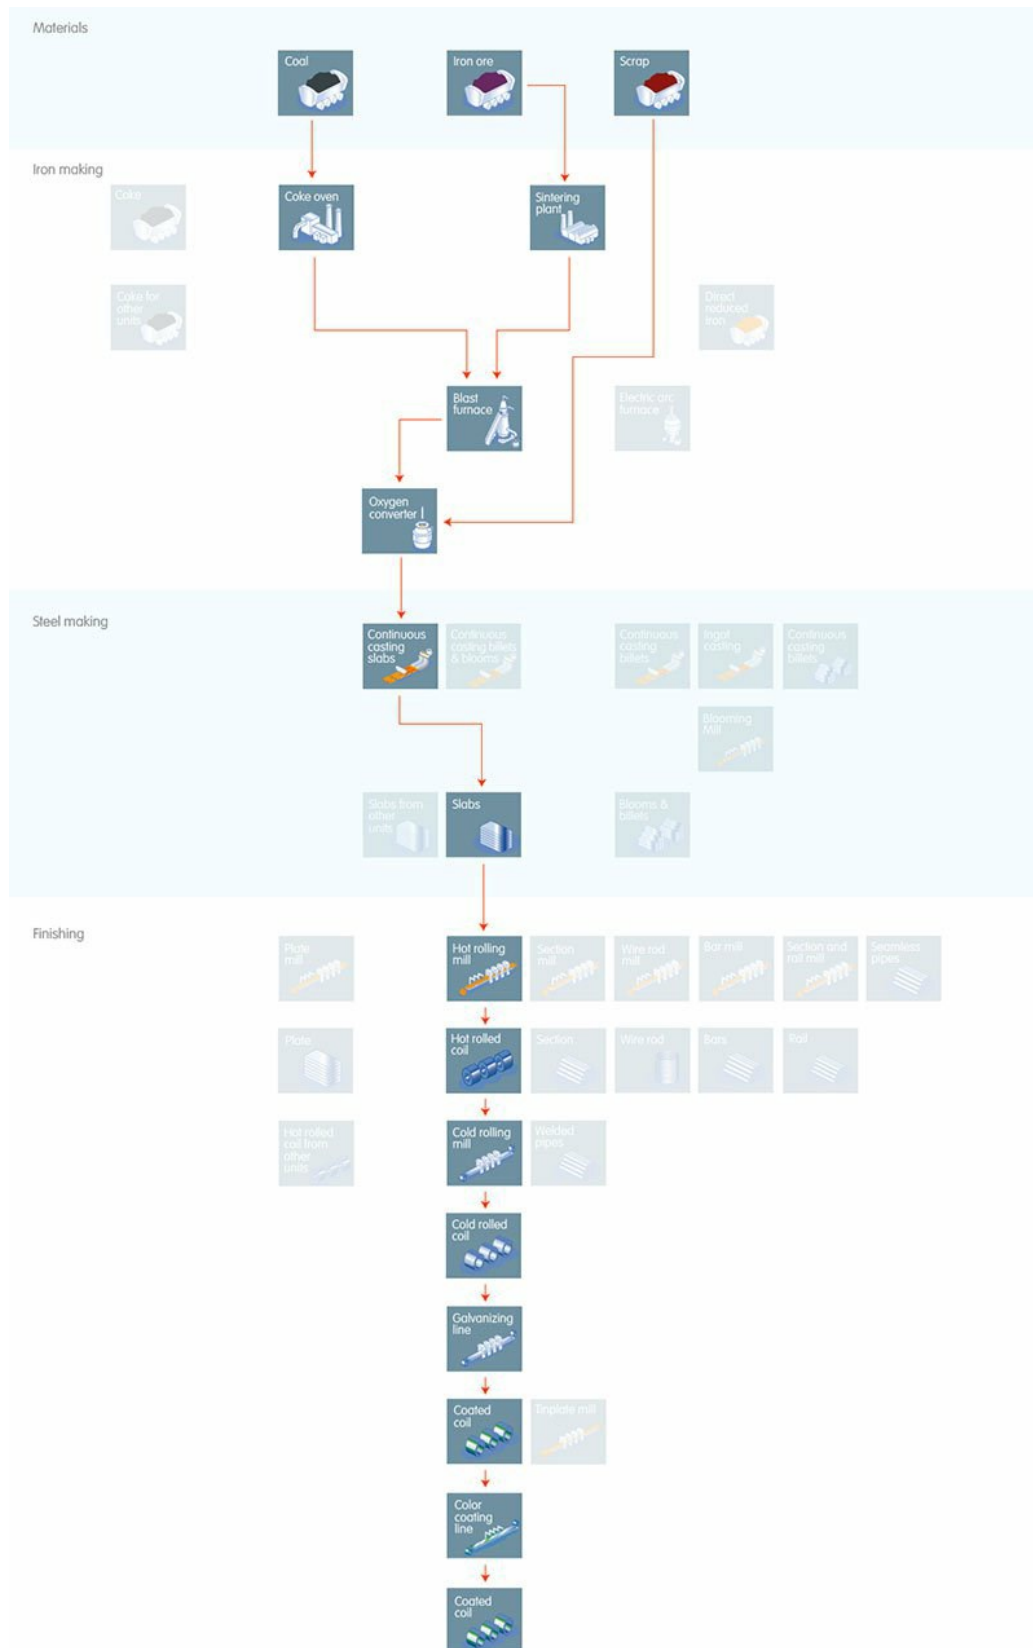 Materials
Coal
Iron ore
Scrap
Iron making
Coke
Coke oven
Sintering
plant
Coke for
other
units
Direct
reduced
iron
Blast
furnace
Electric arc
furnace
Oxygen
converter
Steel making
Continuous
casting
slabs
Continuous
casting billets
& blooms
Continuous
casting
billets
Ingot
casting
Continuous
casting
billets
Blooming
Mill
Slabs from
other
units
Slabs
Blooms &
billets
Finishing
Plate
mill
Hot rolling
mill
Section
mill
Wire rod
mill
Bar mill
Section and
rail mill
Seamless
pipes
Plate
Hot rolled
coil
Section
Wire rod
Bars
Rail
Hot rolled
coil from
other
units
Cold rolling
mill
Welded
pipes
Cold rolled
coil
Galvanizing
line
Coated
coil
Tinplate mill
Color
coating
line
Coated
coil